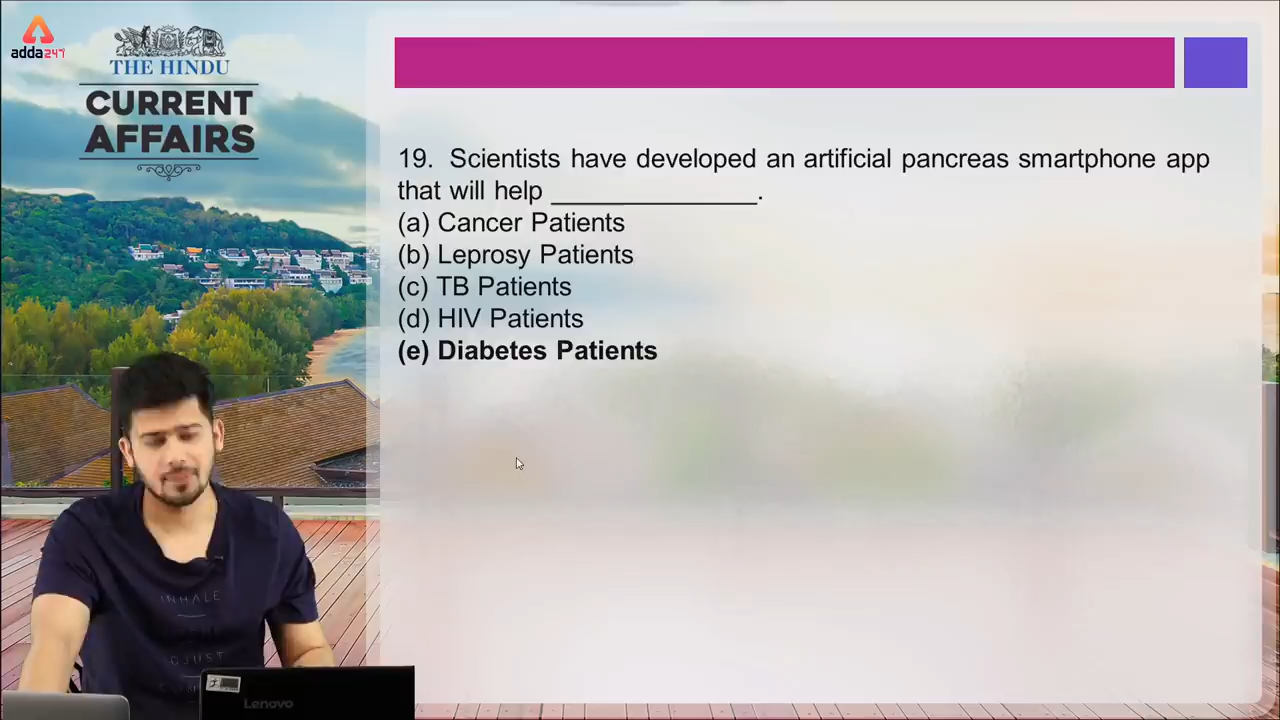 adda247
THE HINDU
CURRENT
AFFAIRS
19. Scientists have developed an artificial pancreas smartphone app
that will help ______________.
(a) Cancer Patients
(b) Leprosy Patients
(c) TB Patients
(d) HIV Patients
(e) Diabetes Patients
INHALE
Lenovo